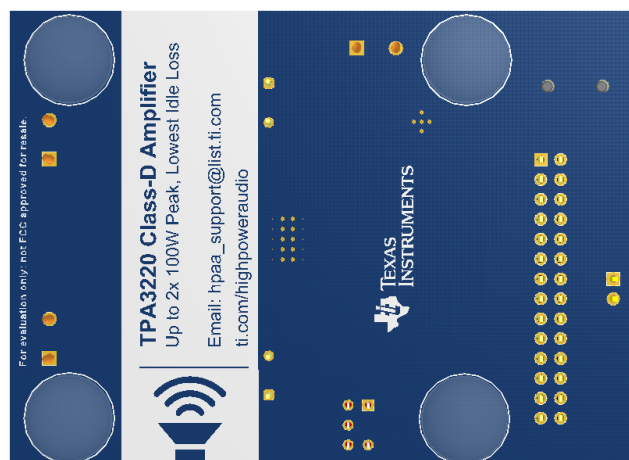 For evaluation only; not FCC approved for resale.
TPA3220 Class-D Amplifier
Up to 2x 100W Peak, Lowest Idle Loss
Email: hpaa_support@list.ti.com
ti.com/highpoweraudio
TEXAS
INSTRUMENTS